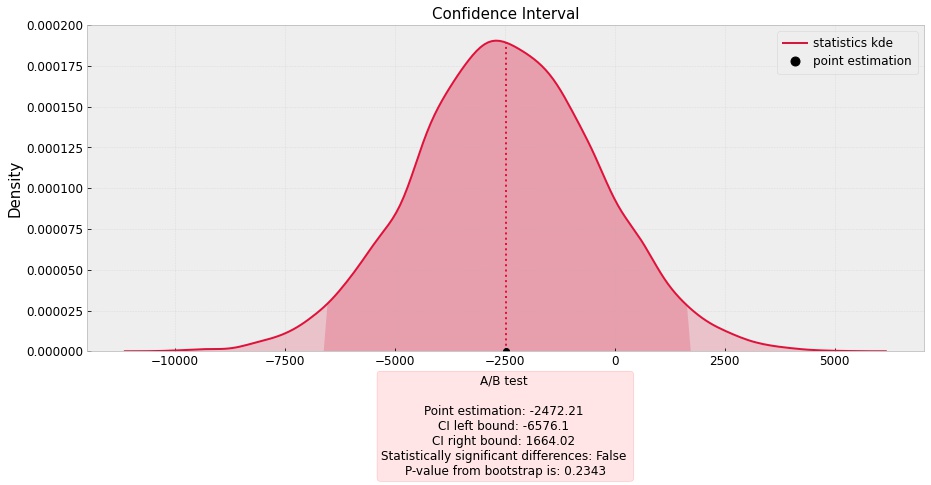 Confidence Interval
0.000200
0.000175
0.000150
0.000125
0.000100
0.000075
0.000050
0.000025
0.000000
Density
statistics kde
point estimation
−10000
−7500
−5000
−2500
0
2500
5000
A/B test
Point estimation: -2472.21
CI left bound: -6576.1
CI right bound: 1664.02
Statistically significant differences: False
P-value from bootstrap is: 0.2343